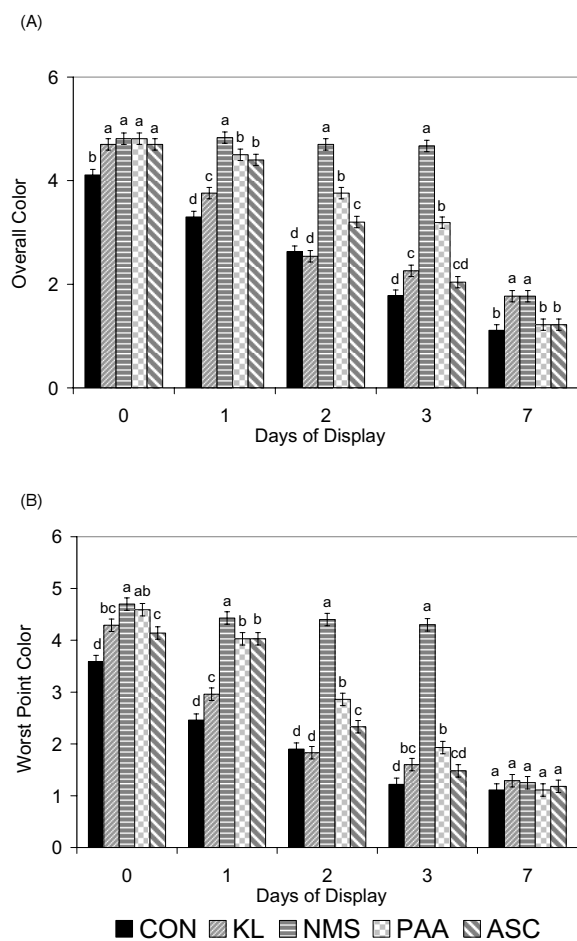 (A)
6
a a a a
b
a
b b
c
d
a
b
c
d d
a
b
c
cd
d
a a
b b b
4
2
0
Overall Color
0 1 2 3 7
Days of Display
(B)
6
5
4
3
2
1
0
Worst Point Color
a ab
bc c
d
a
b b
d
d
a
b
c
d d
a
b
bc cd
d
a a a a a
0 1 2 3 7
Days of Display
CON KL NMS PAA ASC